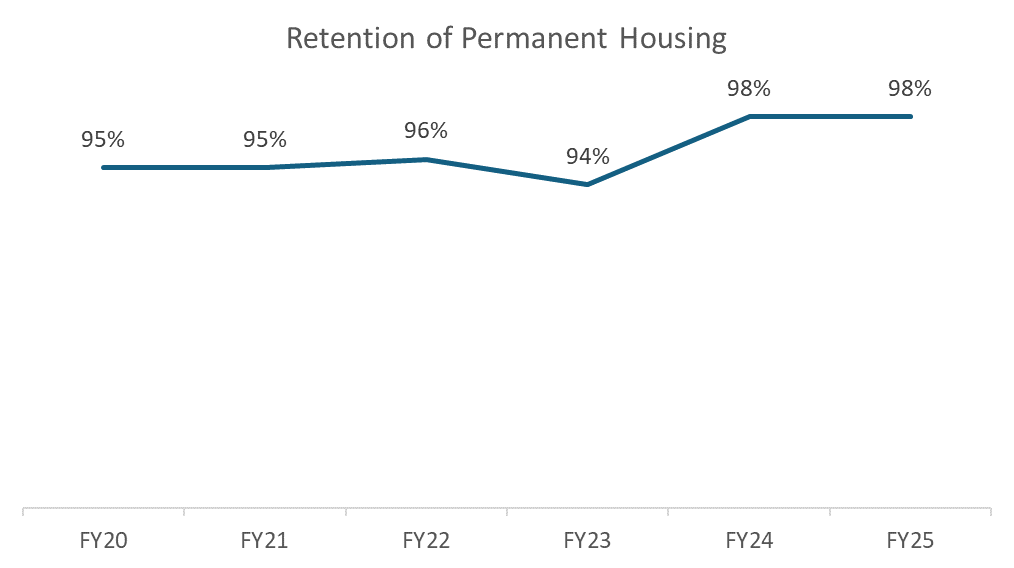 Retention of Permanent Housing
95%
95%
96%
94%
98%
98%
FY20
FY21
FY22
FY23
FY24
FY25